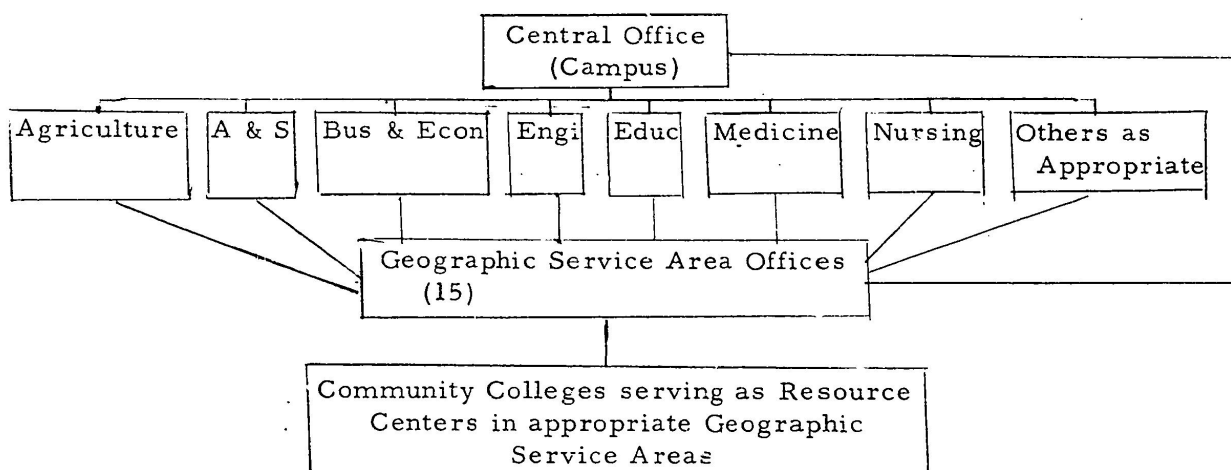 Central Office
(Campus)
Agriculture
A & S
Bus & Econ
Engi
Educ
Medicine
Nursing
Others as
Appropriate
Geographic Service Area Offices
(15)
Community Colleges serving as Resource
Centers in appropriate Geographic
Service Areas